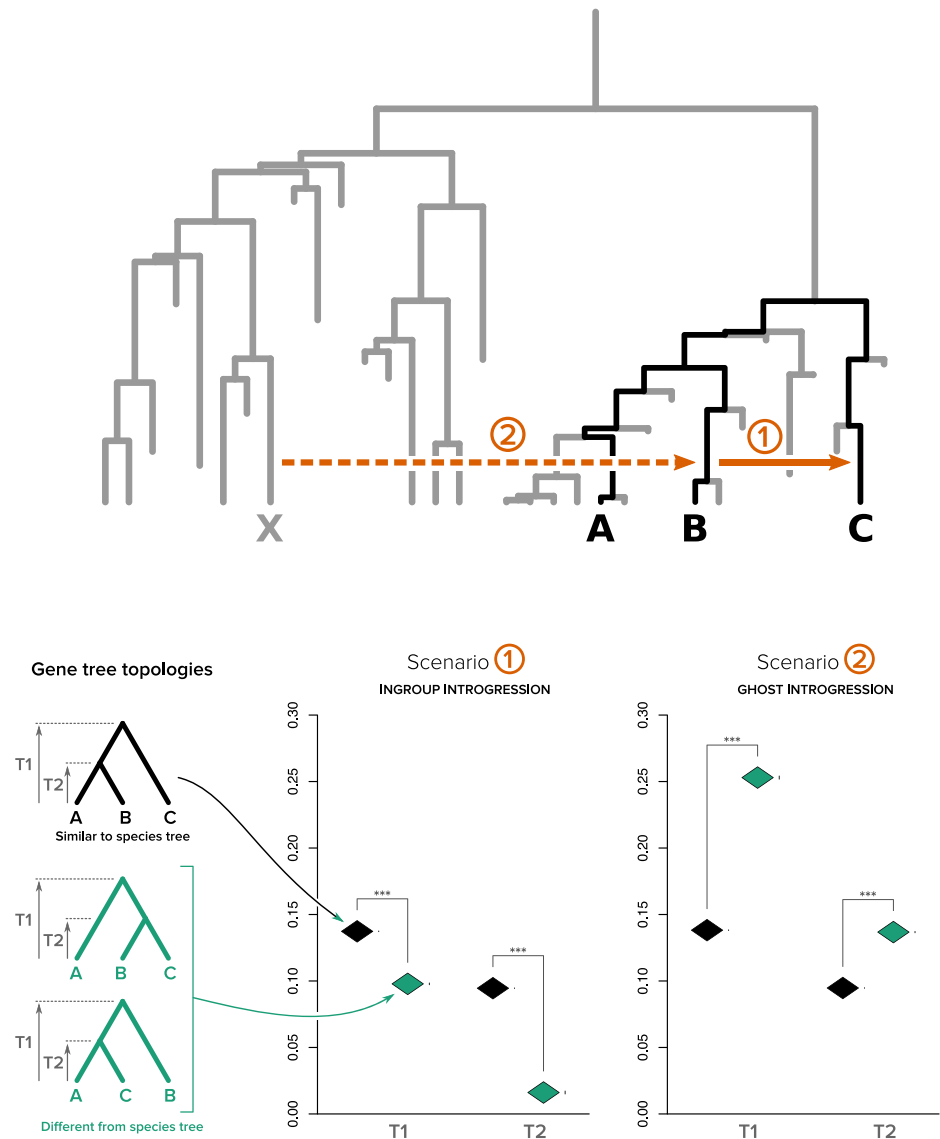 2
1
X
A
B
C
Gene tree topologies
Scenario 1
INGROUP INTROGRESSION
Scenario 2
GHOST INTROGRESSION
T1
T2
A B C
Similar to species tree
T1
T2
A B C
T1
T2
A C B
Different from species tree
0.30
0.25
0.20
0.15
0.10
0.05
0.00
***
***
T1 T2
0.30
0.25
0.20
0.15
0.10
0.05
0.00
***
***
T1 T2